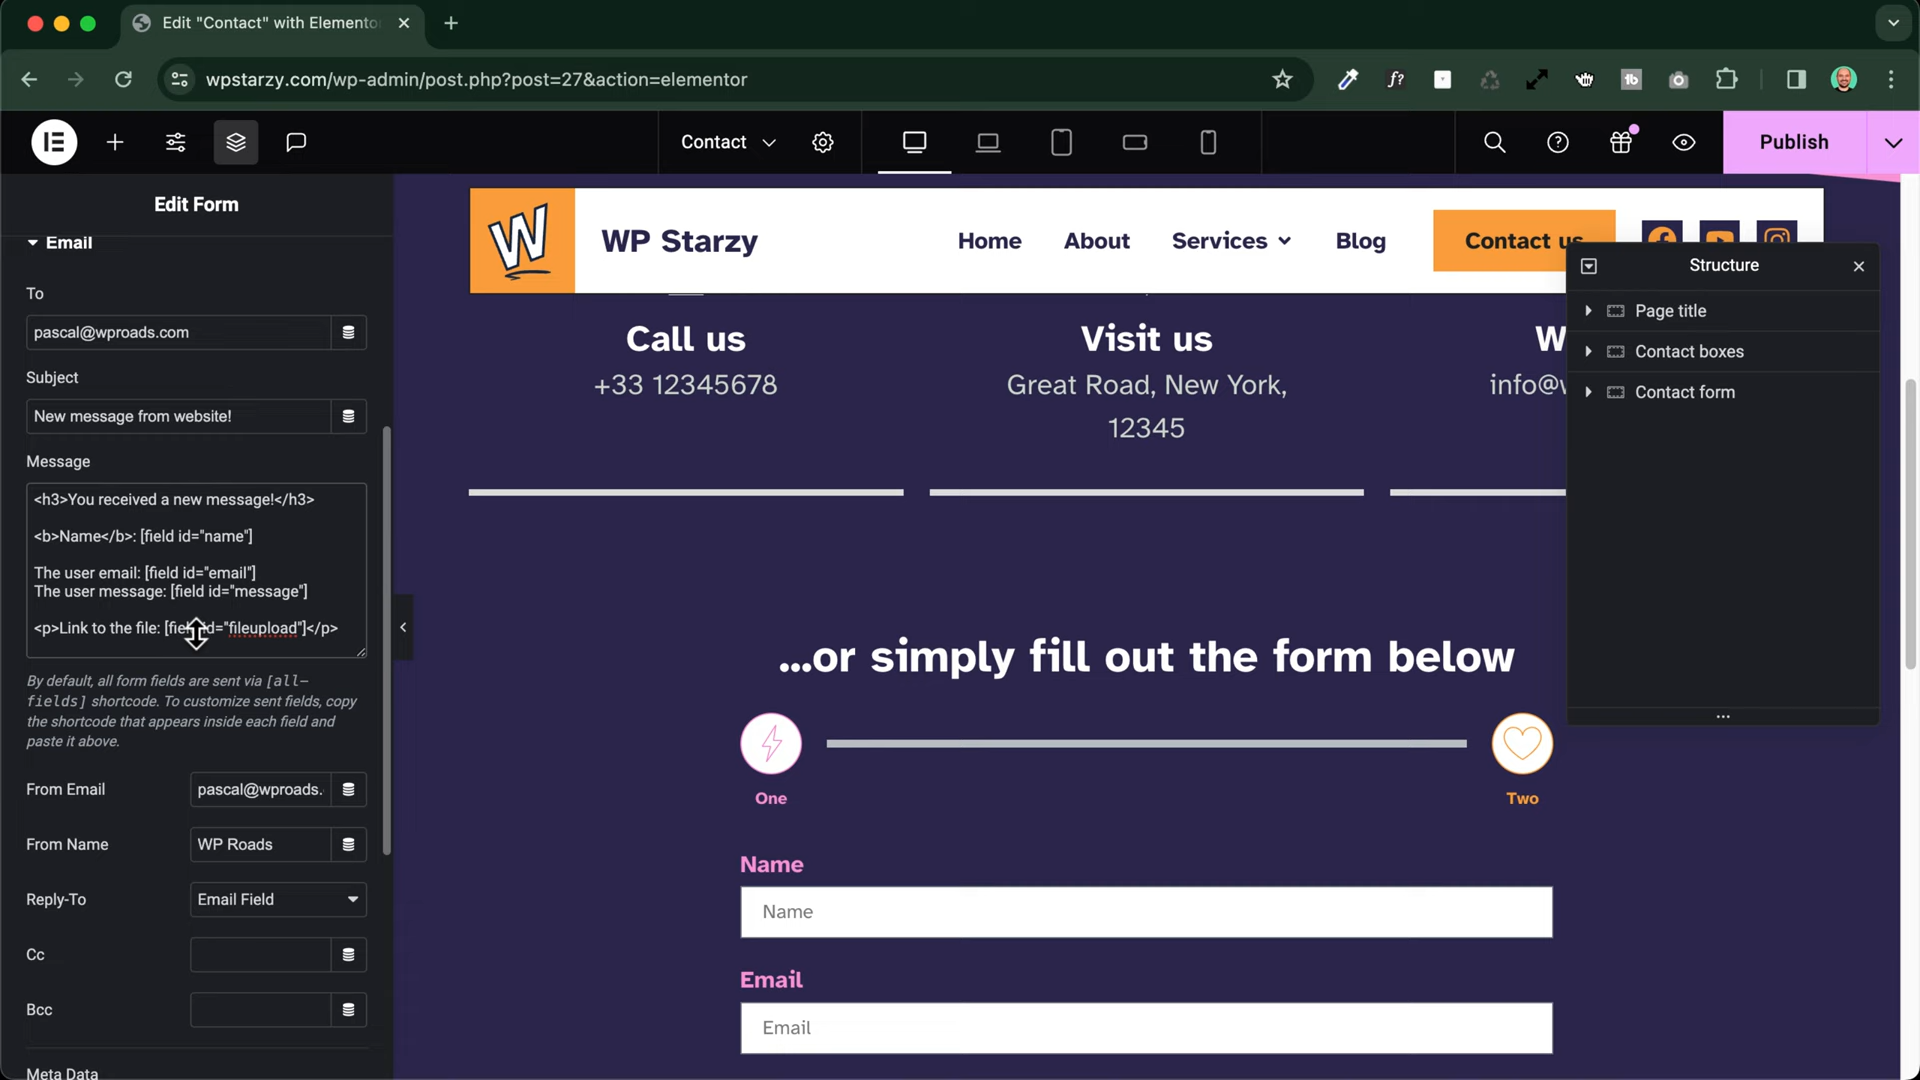 Edit "Contact" with Elemento
wpstarzy.com/wp-admin/post.php?post=27&action=elementor
f?
tb
Contact
Publish
Edit Form
Email
To
pascal@wproads.com
Subject
New message from website!
Message
<h3>You received a new message!</h3>
<b>Name</b>: [field id="name"]
The user email: [field id="email"]
The user message: [field id="message"]
<p>Link to the file: [field id="fileupload"]</p>
By default, all form fields are sent via [all-
fields] shortcode. To customize sent fields, copy
the shortcode that appears inside each field and
paste it above.
From Email
pascal@wproads.
From Name
WP Roads
Reply-To
Email Field
Cc
Bcc
Meta Data
W
WP Starzy
Home
About
Services
Blog
Contact us
Call us
+33 12345678
Visit us
Great Road, New York,
12345
W
info@w
...or simply fill out the form below
One
Two
Name
Name
Email
Email
Structure
Page title
Contact boxes
Contact form